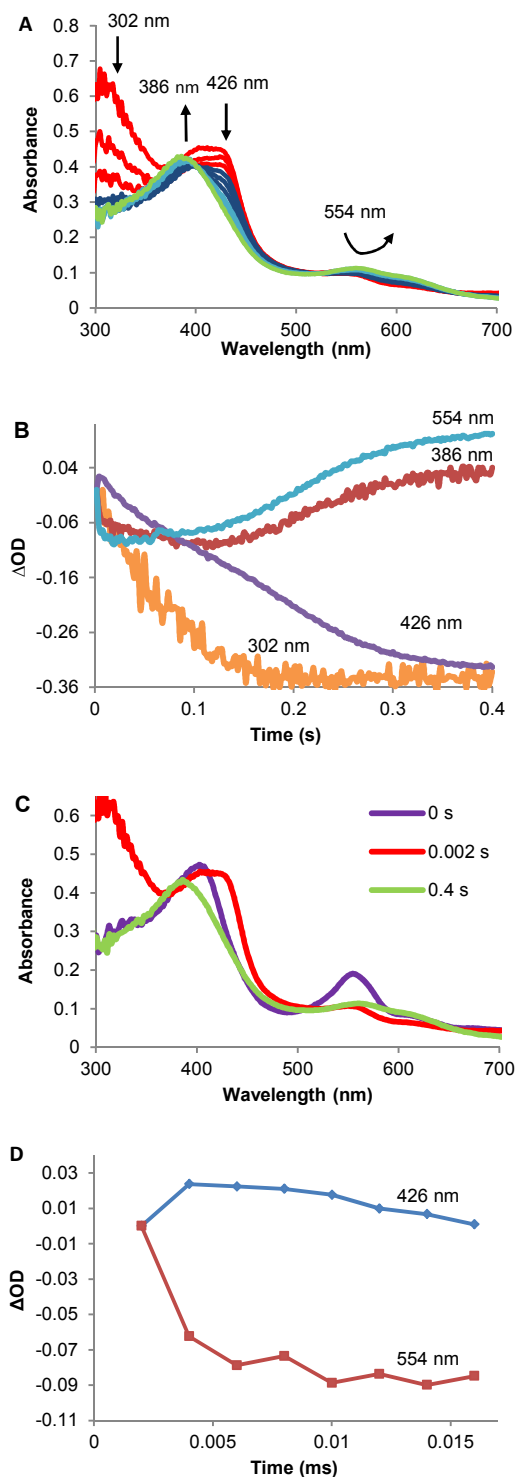 A
302 nm
386 nm
426 nm
554 nm
0.8
0.7
0.6
0.5
0.4
0.3
0.2
0.1
0
Absorbance
300 400 500 600 700
Wavelength (nm)
B
554 nm
386 nm
426 nm
302 nm
0.04
-0.06
-0.16
-0.26
-0.36
ΔOD
0 0.1 0.2 0.3 0.4
Time (s)
C
0 s
0.002 s
0.4 s
0.6
0.5
0.4
0.3
0.2
0.1
0
Absorbance
300 400 500 600 700
Wavelength (nm)
D
0.03
0.01
-0.01
-0.03
-0.05
-0.07
-0.09
-0.11
ΔOD
426 nm
554 nm
0 0.005 0.01 0.015
Time (ms)